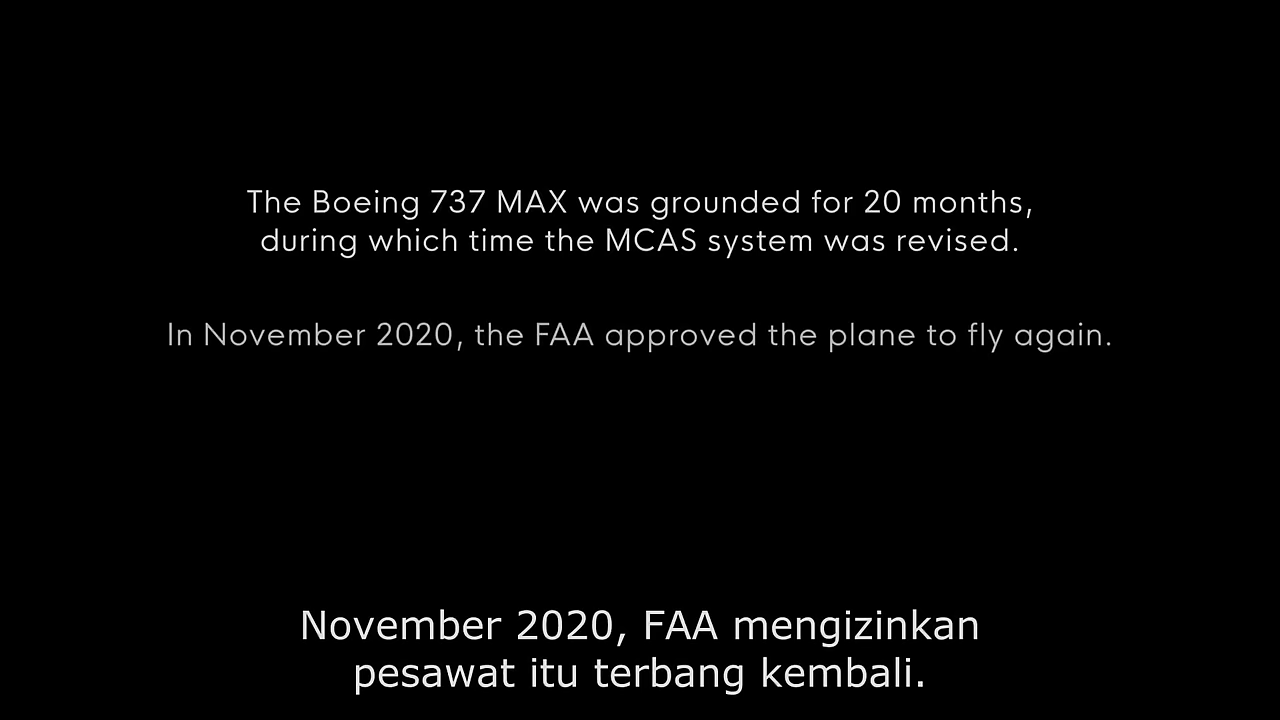 The Boeing 737 MAX was grounded for 20 months,
during which time the MCAS system was revised.
In November 2020, the FAA approved the plane to fly again.
November 2020, FAA mengizinkan
pesawat itu terbang kembali.